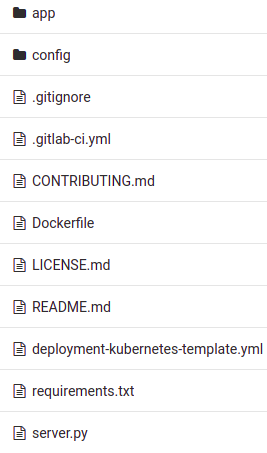 app
config
.gitignore
.gitlab-ci.yml
CONTRIBUTING.md
Dockerfile
LICENSE.md
README.md
deployment-kubernetes-template.yml
requirements.txt
server.py